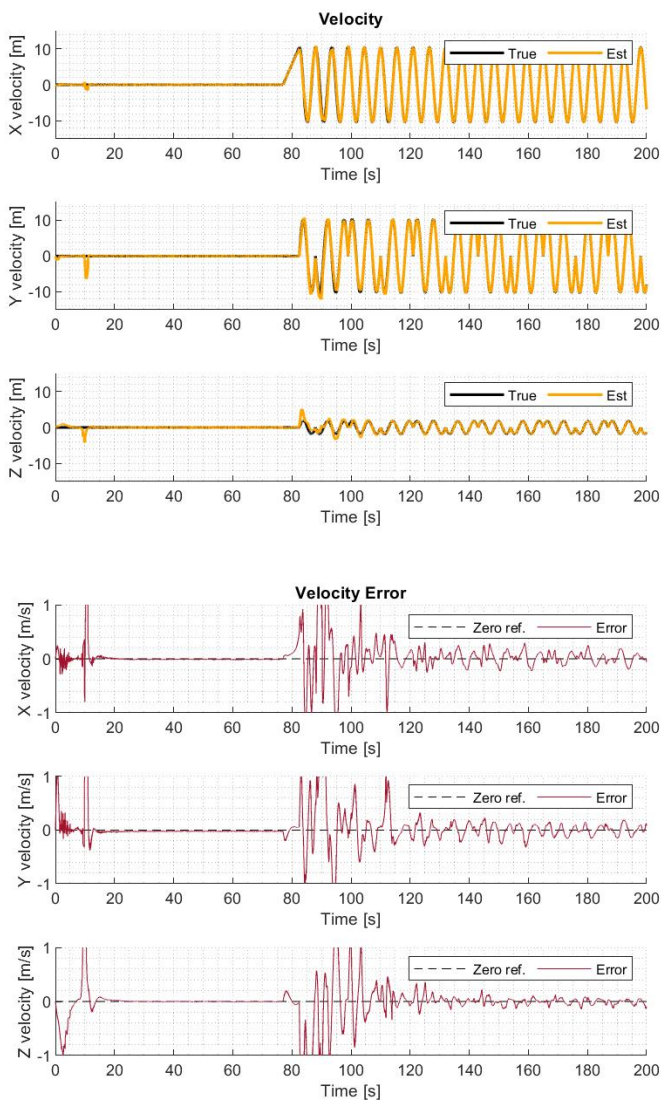 Velocity
X velocity [m]
10
0
-10
True Est
0 20 40 60 80 100 120 140 160 180 200
Time [s]
Y velocity [m]
10
0
-10
True Est
0 20 40 60 80 100 120 140 160 180 200
Time [s]
Z velocity [m]
10
0
-10
True Est
0 20 40 60 80 100 120 140 160 180 200
Time [s]
Velocity Error
X velocity [m/s]
1
0
-1
Zero ref. Error
0 20 40 60 80 100 120 140 160 180 200
Time [s]
Y velocity [m/s]
1
0
-1
Zero ref. Error
0 20 40 60 80 100 120 140 160 180 200
Time [s]
Z velocity [m/s]
1
0
-1
Zero ref. Error
0 20 40 60 80 100 120 140 160 180 200
Time [s]